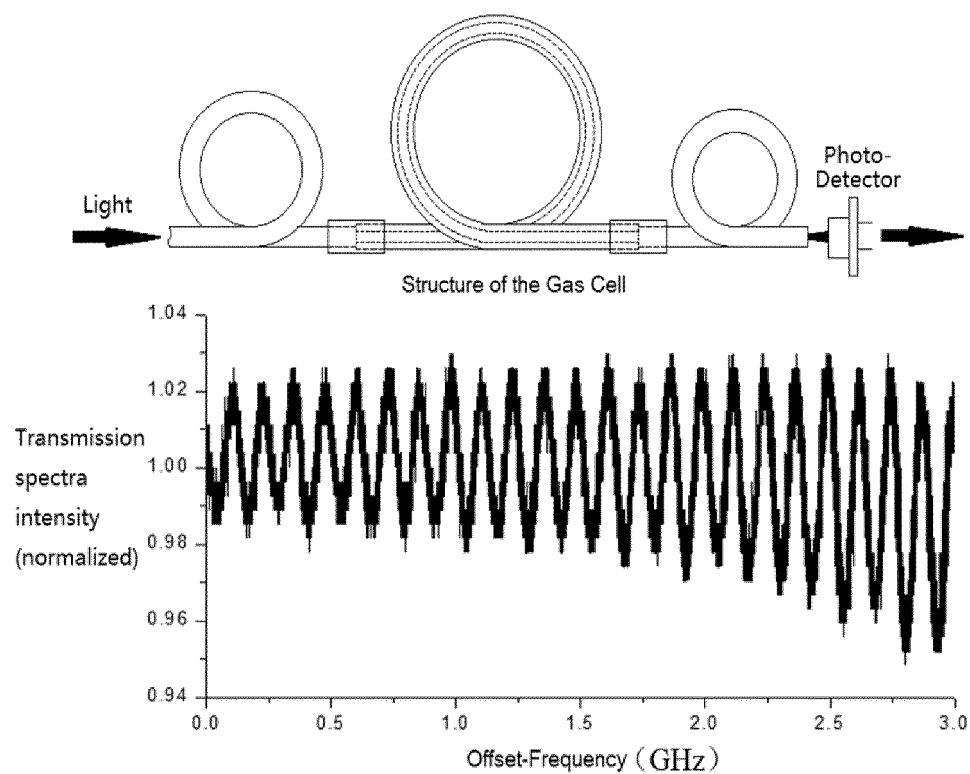 Light
Photo-
Detector
Structure of the Gas Cell
1.04
1.02
1.00
0.98
0.96
0.94
Transmission
spectra
intensity
(normalized)
0.0 0.5 1.0 1.5 2.0 2.5 3.0
Offset-Frequency（GHz）